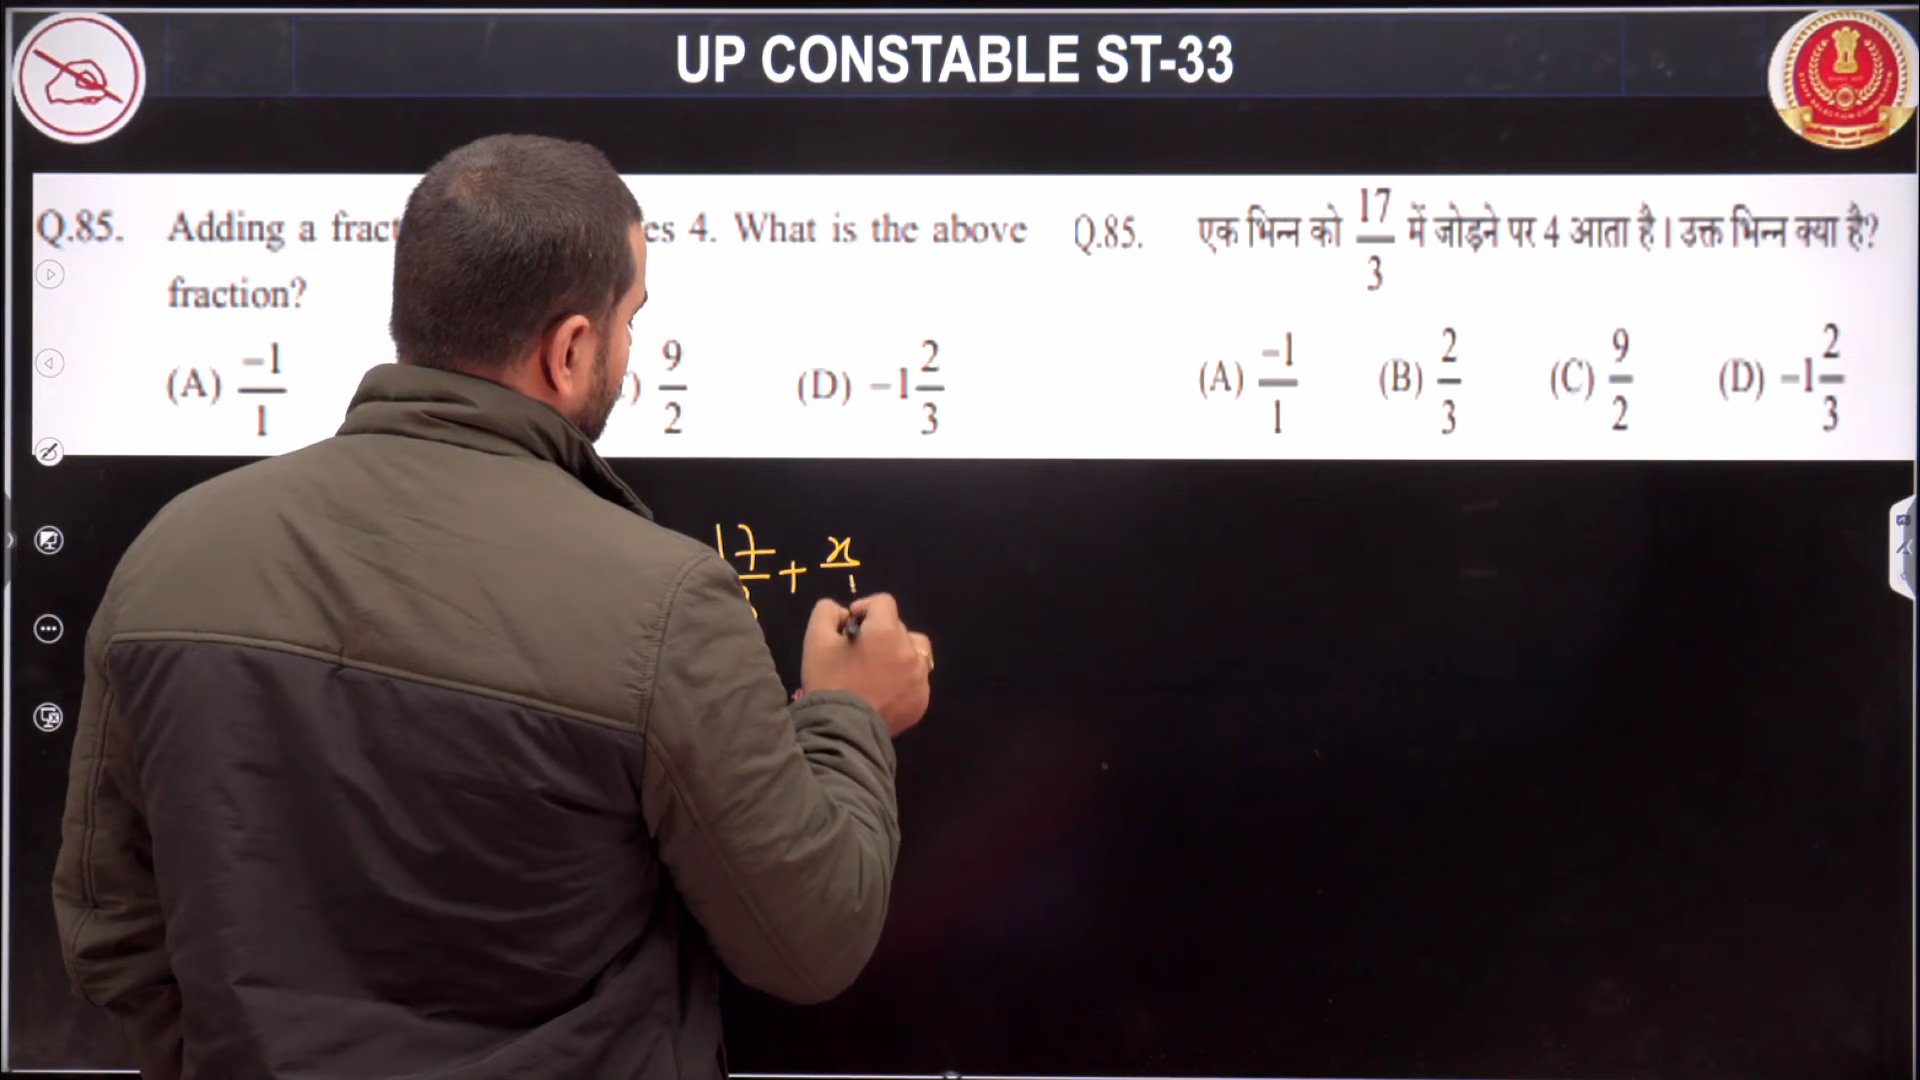 UP CONSTABLE ST-33
Q.85. Adding a fract es 4. What is the above
fraction?
(A) −1/1 ) 9/2 (D) −1 2/3
Q.85. एक भिन्न को 17/3 में जोड़ने पर 4 आता है। उक्त भिन्न क्या है?
(A) −1/1 (B) 2/3 (C) 9/2 (D) −1 2/3
17/3 + x/1